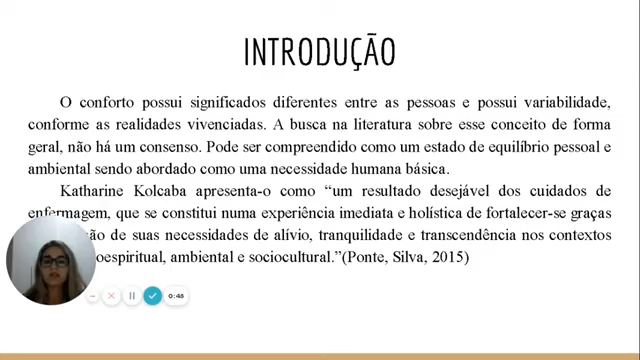 INTRODUÇÃO
O conforto possui significados diferentes entre as pessoas e possui variabilidade,
conforme as realidades vivenciadas. A busca na literatura sobre esse conceito de forma
geral, não há um consenso. Pode ser compreendido como um estado de equilíbrio pessoal e
ambiental sendo abordado como uma necessidade humana básica.
Katharine Kolcaba apresenta-o como “um resultado desejável dos cuidados de
enfermagem, que se constitui numa experiência imediata e holística de fortalecer-se graças
de suas necessidades de alívio, tranquilidade e transcendência nos contextos
ambiental e sociocultural.”(Ponte, Silva, 2015)
0:48